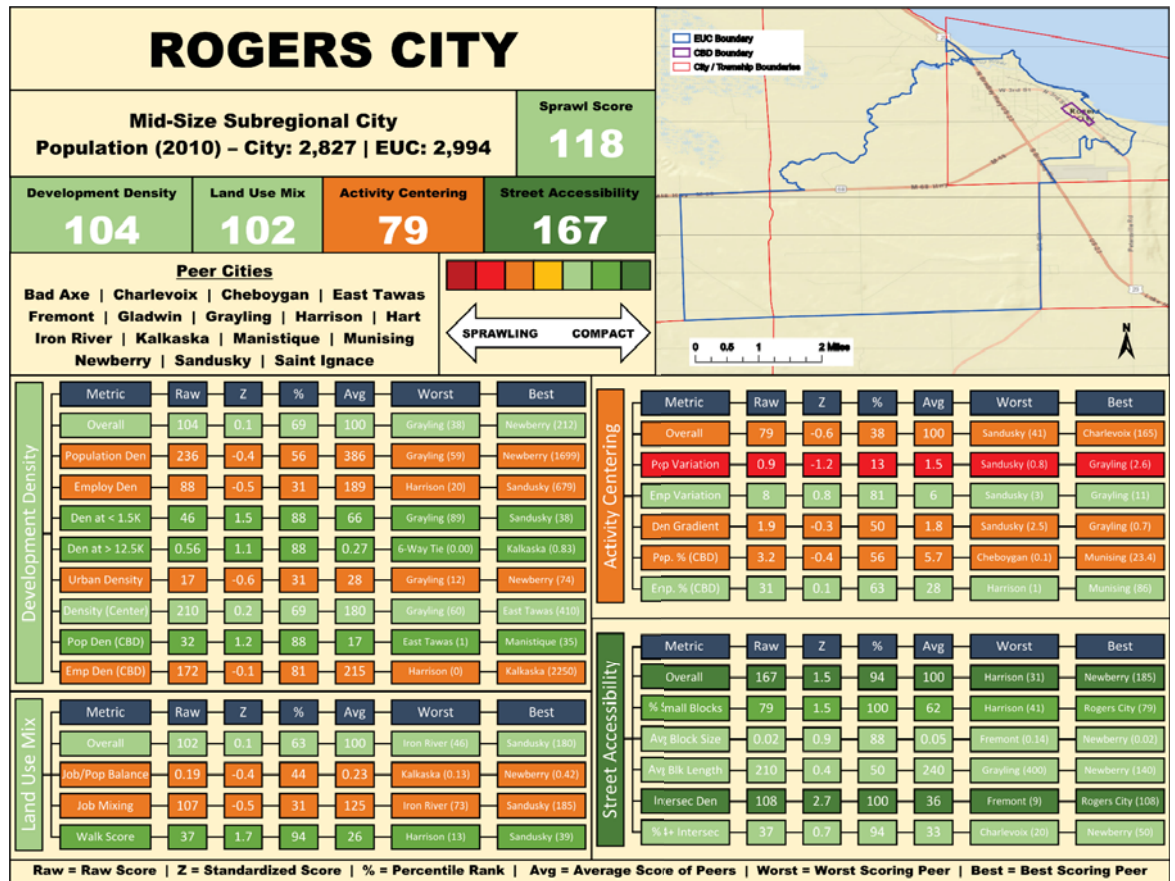 ROGERS CITY
Mid-Size Subregional City
Population (2010) – City: 2,827 | EUC: 2,994
Sprawl Score
118
Development Density
104
Land Use Mix
102
Activity Centering
79
Street Accessibility
167
Peer Cities
Bad Axe | Charlevoix | Cheboygan | East Tawas
Fremont | Gladwin | Grayling | Harrison | Hart
Iron River | Kalkaska | Manistique | Munising
Newberry | Sandusky | Saint Ignace
SPRAWLING COMPACT
EUC Boundary
CBD Boundary
City / Township Boundaries
W 3rd St
Rogers
City
M-68
0 0.5 1 2 Miles
N
Development Density
Metric Raw Z % Avg Worst Best
Overall 104 0.1 69 100 Grayling (38) Newberry (212)
Population Den 236 -0.4 56 386 Grayling (59) Newberry (1699)
Employ Den 88 -0.5 31 189 Harrison (20) Sandusky (679)
Den at < 1.5K 46 1.5 88 66 Grayling (89) Sandusky (38)
Den at > 12.5K 0.56 1.1 88 0.27 6-Way Tie (0.00) Kalkaska (0.83)
Urban Density 17 -0.6 31 28 Grayling (12) Newberry (74)
Density (Center) 210 0.2 69 180 Grayling (60) East Tawas (410)
Pop Den (CBD) 32 1.2 88 17 East Tawas (1) Manistique (35)
Emp Den (CBD) 172 -0.1 81 215 Harrison (0) Kalkaska (2250)
Land Use Mix
Metric Raw Z % Avg Worst Best
Overall 102 0.1 63 100 Iron River (46) Sandusky (180)
Job/Pop Balance 0.19 -0.4 44 0.23 Kalkaska (0.13) Newberry (0.42)
Job Mixing 107 -0.5 31 125 Iron River (73) Sandusky (185)
Walk Score 37 1.7 94 26 Harrison (13) Sandusky (39)
Activity Centering
Metric Raw Z % Avg Worst Best
Overall 79 -0.6 38 100 Sandusky (41) Charlevoix (165)
Pop Variation 0.9 -1.2 13 1.5 Sandusky (0.8) Grayling (2.6)
Emp Variation 8 0.8 81 6 Sandusky (3) Grayling (11)
Den Gradient 1.9 -0.3 50 1.8 Sandusky (2.5) Grayling (0.7)
Pop. % (CBD) 3.2 -0.4 56 5.7 Cheboygan (0.1) Munising (23.4)
Emp. % (CBD) 31 0.1 63 28 Harrison (1) Munising (86)
Street Accessibility
Metric Raw Z % Avg Worst Best
Overall 167 1.5 94 100 Harrison (31) Newberry (185)
% Small Blocks 79 1.5 100 62 Harrison (41) Rogers City (79)
Avg Block Size 0.02 0.9 88 0.05 Fremont (0.14) Newberry (0.02)
Avg Blk Length 210 0.4 50 240 Grayling (400) Newberry (140)
Intersec Den 108 2.7 100 36 Fremont (9) Rogers City (108)
% 4+ Intersec 37 0.7 94 33 Charlevoix (20) Newberry (50)
Raw = Raw Score | Z = Standardized Score | % = Percentile Rank | Avg = Average Score of Peers | Worst = Worst Scoring Peer | Best = Best Scoring Peer